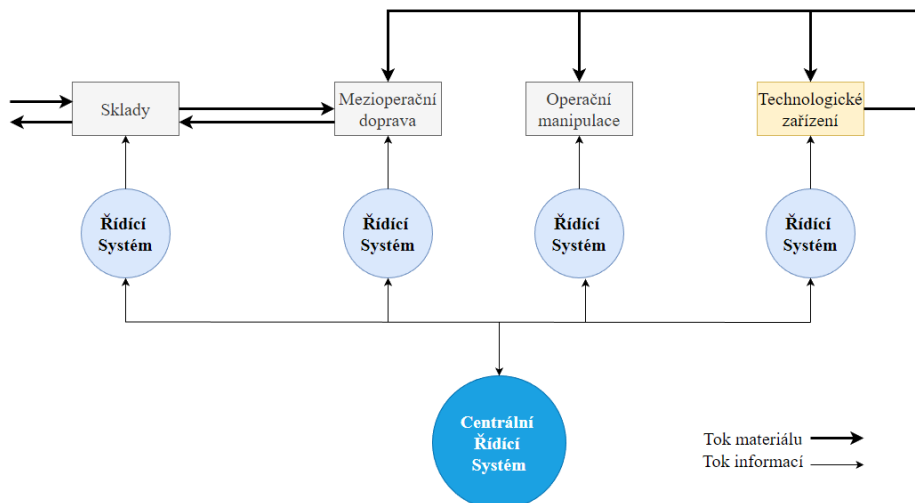 Sklady
Mezioperační
doprava
Operační
manipulace
Technologické
zařízení
Řídící
Systém
Řídící
Systém
Řídící
Systém
Řídící
Systém
Centrální
Řídící
Systém
Tok materiálu
Tok informací